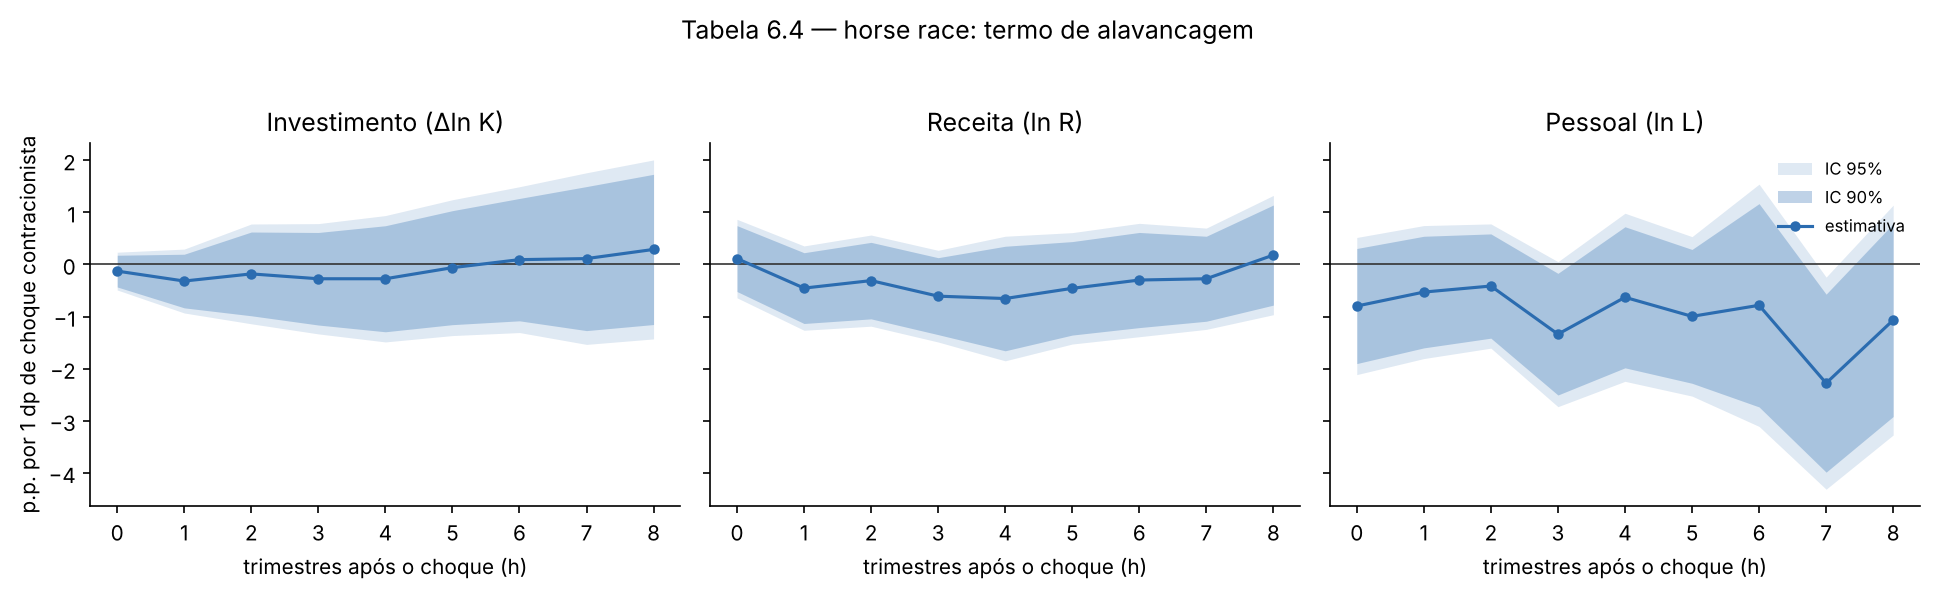 Tabela 6.4 — horse race: termo de alavancagem
Investimento (Δln K)
Receita (ln R)
Pessoal (ln L)
p.p. por 1 dp de choque contracionista
2
1
0
−1
−2
−3
−4
IC 95%
IC 90%
estimativa
0 1 2 3 4 5 6 7 8
0 1 2 3 4 5 6 7 8
0 1 2 3 4 5 6 7 8
trimestres após o choque (h)
trimestres após o choque (h)
trimestres após o choque (h)